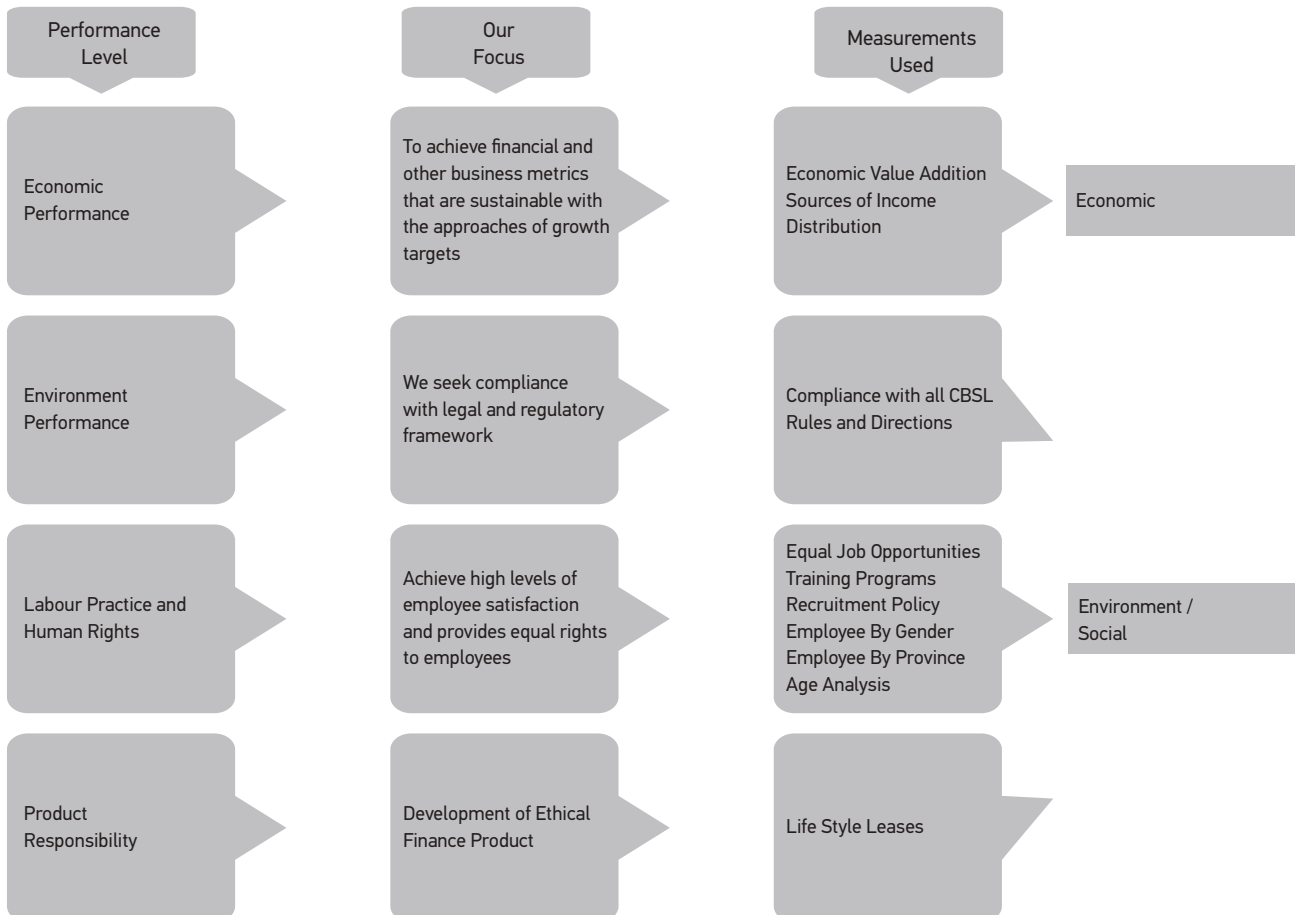 Performance
Level
Our
Focus
Measurements
Used
Economic
Performance
To achieve financial and
other business metrics
that are sustainable with
the approaches of growth
targets
Economic Value Addition
Sources of Income
Distribution
Economic
Environment
Performance
We seek compliance
with legal and regulatory
framework
Compliance with all CBSL
Rules and Directions
Labour Practice and
Human Rights
Achieve high levels of
employee satisfaction
and provides equal rights
to employees
Equal Job Opportunities
Training Programs
Recruitment Policy
Employee By Gender
Employee By Province
Age Analysis
Environment /
Social
Product
Responsibility
Development of Ethical
Finance Product
Life Style Leases